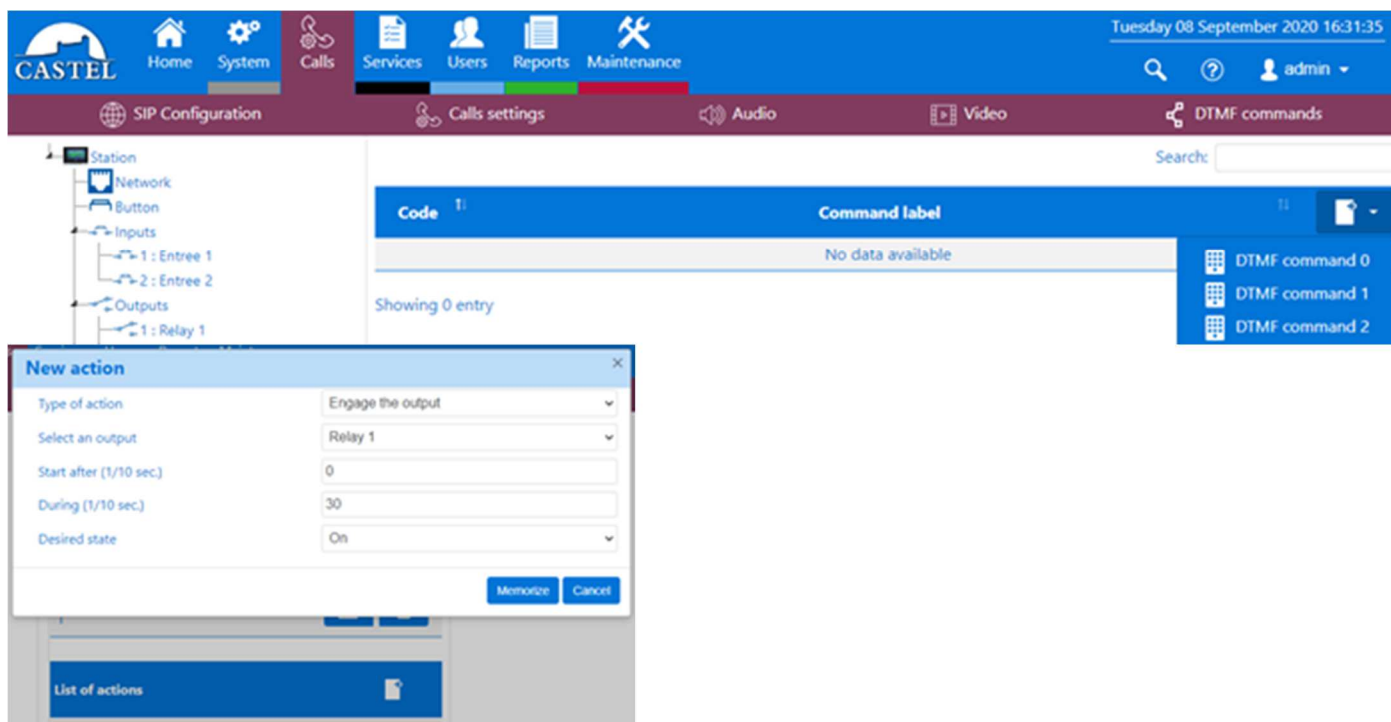 Tuesday 08 September 2020 16:31:35
CASTEL
Home System Calls Services Users Reports Maintenance
admin
SIP Configuration Calls settings Audio Video DTMF commands
Station
Network
Button
Inputs
1 : Entree 1
2 : Entree 2
Outputs
1 : Relay 1
Search:
Code Command label
No data available
DTMF command 0
DTMF command 1
DTMF command 2
Showing 0 entry
New action
Type of action Engage the output
Select an output Relay 1
Start after (1/10 sec.) 0
During (1/10 sec.) 30
Desired state On
Memorize Cancel
List of actions